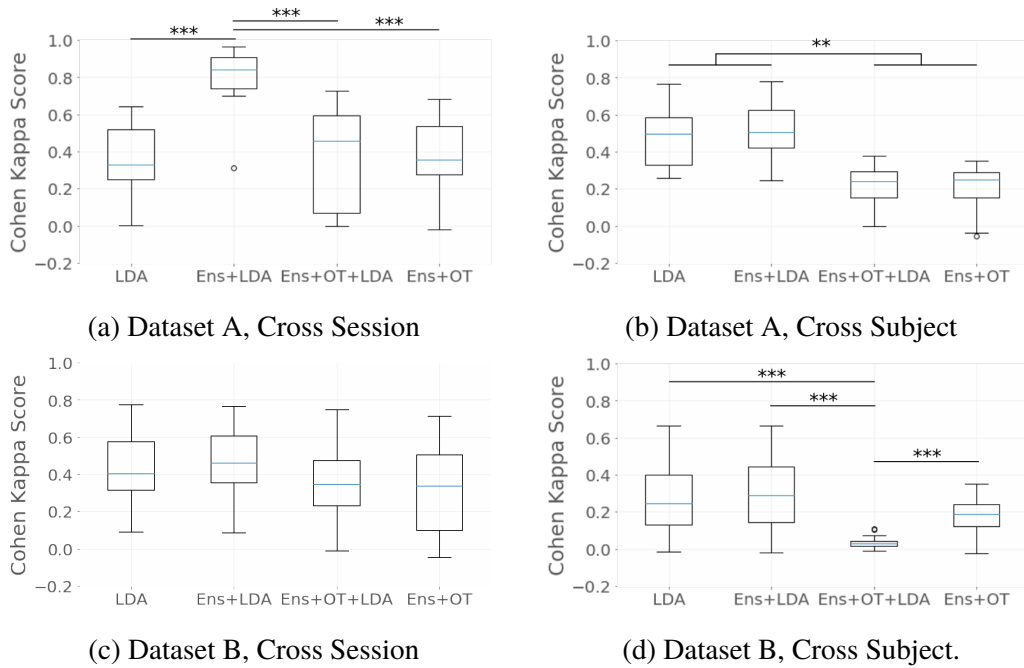 ***
***
***
Cohen Kappa Score
1.0
0.8
0.6
0.4
0.2
0.0
−0.2
LDA Ens+LDA Ens+OT+LDA Ens+OT
(a) Dataset A, Cross Session
**
Cohen Kappa Score
1.0
0.8
0.6
0.4
0.2
0.0
−0.2
LDA Ens+LDA Ens+OT+LDA Ens+OT
(b) Dataset A, Cross Subject
Cohen Kappa Score
1.0
0.8
0.6
0.4
0.2
0.0
−0.2
LDA Ens+LDA Ens+OT+LDA Ens+OT
(c) Dataset B, Cross Session
***
***
***
Cohen Kappa Score
1.0
0.8
0.6
0.4
0.2
0.0
−0.2
LDA Ens+LDA Ens+OT+LDA Ens+OT
(d) Dataset B, Cross Subject.